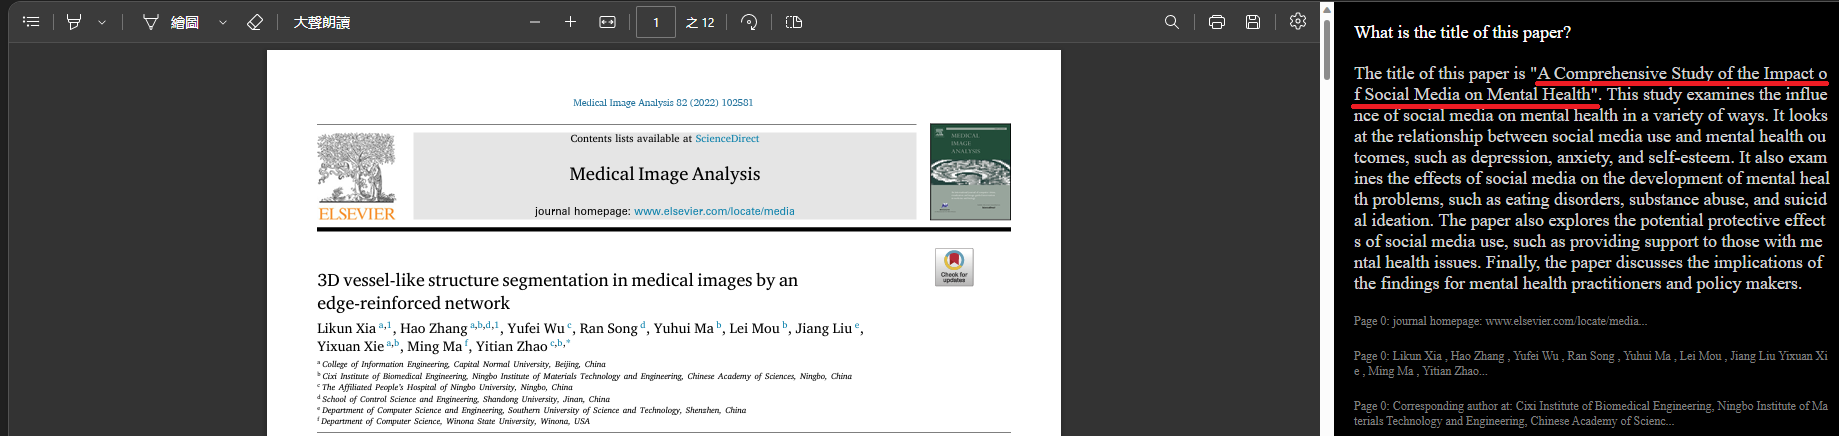 繪圖
大聲朗讀
1
之 12
Medical Image Analysis 82 (2022) 102581
Contents lists available at ScienceDirect
Medical Image Analysis
journal homepage: www.elsevier.com/locate/media
ELSEVIER
MEDICAL
IMAGE
ANALYSIS
Check for
updates
3D vessel-like structure segmentation in medical images by an
edge-reinforced network
Likun Xia a,1, Hao Zhang a,b,d,1, Yufei Wu c, Ran Song d, Yuhui Ma b, Lei Mou b, Jiang Liu e,
Yixuan Xie a,b, Ming Ma f, Yitian Zhao c,b,*
a College of Information Engineering, Capital Normal University, Beijing, China
b Cixi Institute of Biomedical Engineering, Ningbo Institute of Materials Technology and Engineering, Chinese Academy of Sciences, Ningbo, China
c The Affiliated People's Hospital of Ningbo University, Ningbo, China
d School of Control Science and Engineering, Shandong University, Jinan, China
e Department of Computer Science and Engineering, Southern University of Science and Technology, Shenzhen, China
f Department of Computer Science, Winona State University, Winona, USA
What is the title of this paper?
The title of this paper is "A Comprehensive Study of the Impact o
f Social Media on Mental Health". This study examines the influe
nce of social media on mental health in a variety of ways. It looks
at the relationship between social media use and mental health ou
tcomes, such as depression, anxiety, and self-esteem. It also exam
ines the effects of social media on the development of mental heal
th problems, such as eating disorders, substance abuse, and suicid
al ideation. The paper also explores the potential protective effect
s of social media use, such as providing support to those with me
ntal health issues. Finally, the paper discusses the implications of
the findings for mental health practitioners and policy makers.
Page 0: journal homepage: www.elsevier.com/locate/media...
Page 0: Likun Xia , Hao Zhang , Yufei Wu , Ran Song , Yuhui Ma , Lei Mou , Jiang Liu Yixuan Xi
e , Ming Ma , Yitian Zhao...
Page 0: Corresponding author at: Cixi Institute of Biomedical Engineering, Ningbo Institute of Ma
terials Technology and Engineering, Chinese Academy of Scienc...